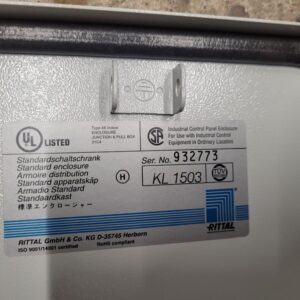 UL LISTED
Type 4X Indoor
ENCLOSURE
JUNCTION & PULL BOX
SA
Industrial Control Panel Enclosure
For Use With Industrial Control
Equipment in Ordinary Location
Standardschaltschrank
Standard enclosure
Armoire distribution
Standard apparatskåp
Armadio Standard
Standaardkast
標準エンクロージャー
H
Ser. No. 932773
KL 1503
RITTAL
RITTAL GmbH & Co. KG D-35745 Herborn
ISO 9001/14001 certified
RoHS compliant